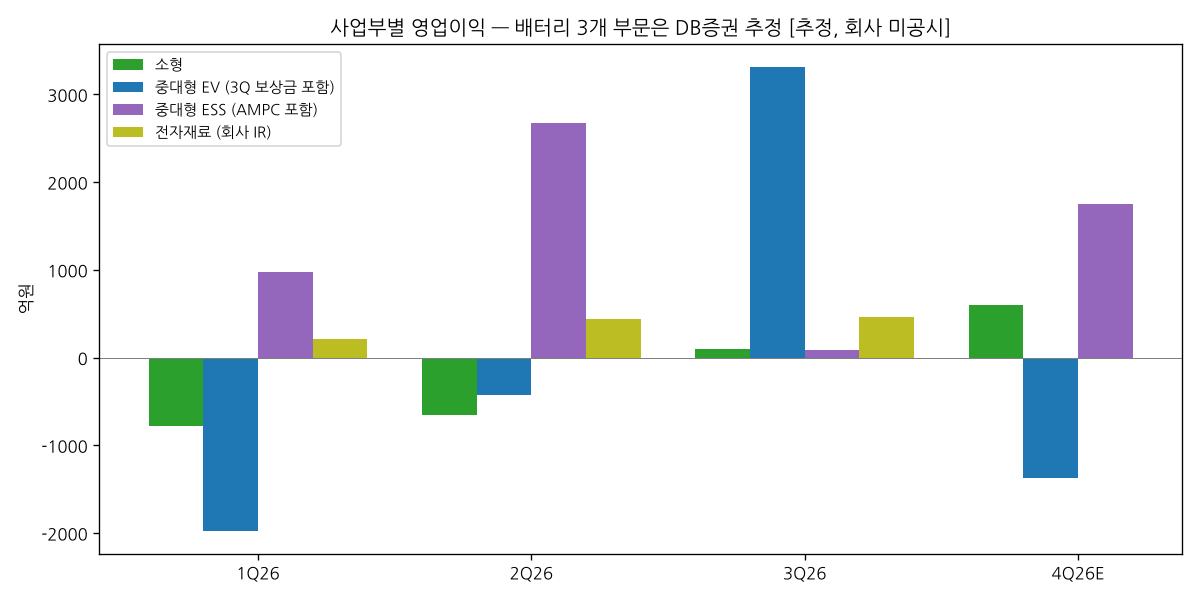 사업부별 영업이익 — 배터리 3개 부문은 DB증권 추정 [추정, 회사 미공시]
소형
중대형 EV (3Q 보상금 포함)
중대형 ESS (AMPC 포함)
전자재료 (회사 IR)
억원
3000
2000
1000
0
-1000
-2000
1Q26
2Q26
3Q26
4Q26E